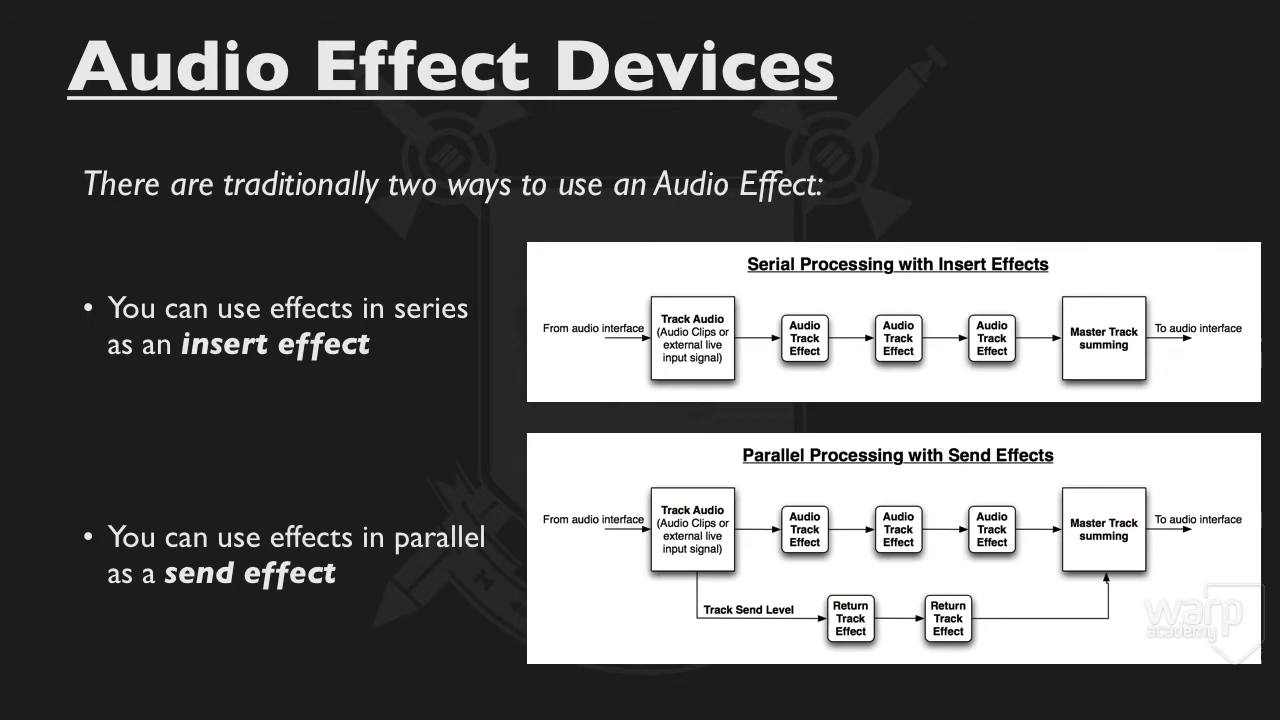 Audio Effect Devices
There are traditionally two ways to use an Audio Effect:
• You can use effects in series
as an insert effect
Serial Processing with Insert Effects
From audio interface
Track Audio
(Audio Clips or
external live
input signal)
Audio
Track
Effect
Audio
Track
Effect
Audio
Track
Effect
Master Track
summing
To audio interface
• You can use effects in parallel
as a send effect
Parallel Processing with Send Effects
From audio interface
Track Audio
(Audio Clips or
external live
input signal)
Audio
Track
Effect
Audio
Track
Effect
Audio
Track
Effect
Master Track
summing
To audio interface
Track Send Level
Return
Track
Effect
Return
Track
Effect
warp
academy